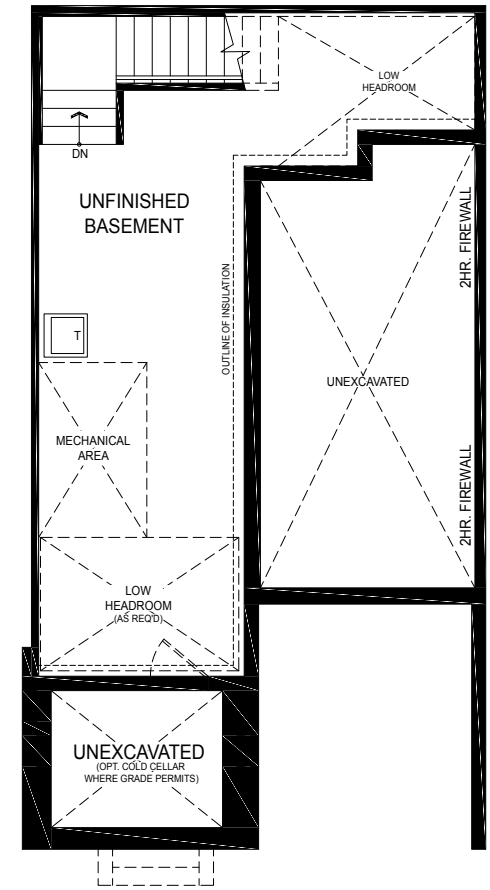 LOW
HEADROOM
DN
UNFINISHED
BASEMENT
2HR. FIREWALL
OUTLINE OF INSULATION
T
UNEXCAVATED
MECHANICAL
AREA
2HR. FIREWALL
LOW
HEADROOM
(AS REQ'D)
UNEXCAVATED
(OPT. COLD CELLAR
WHERE GRADE PERMITS)